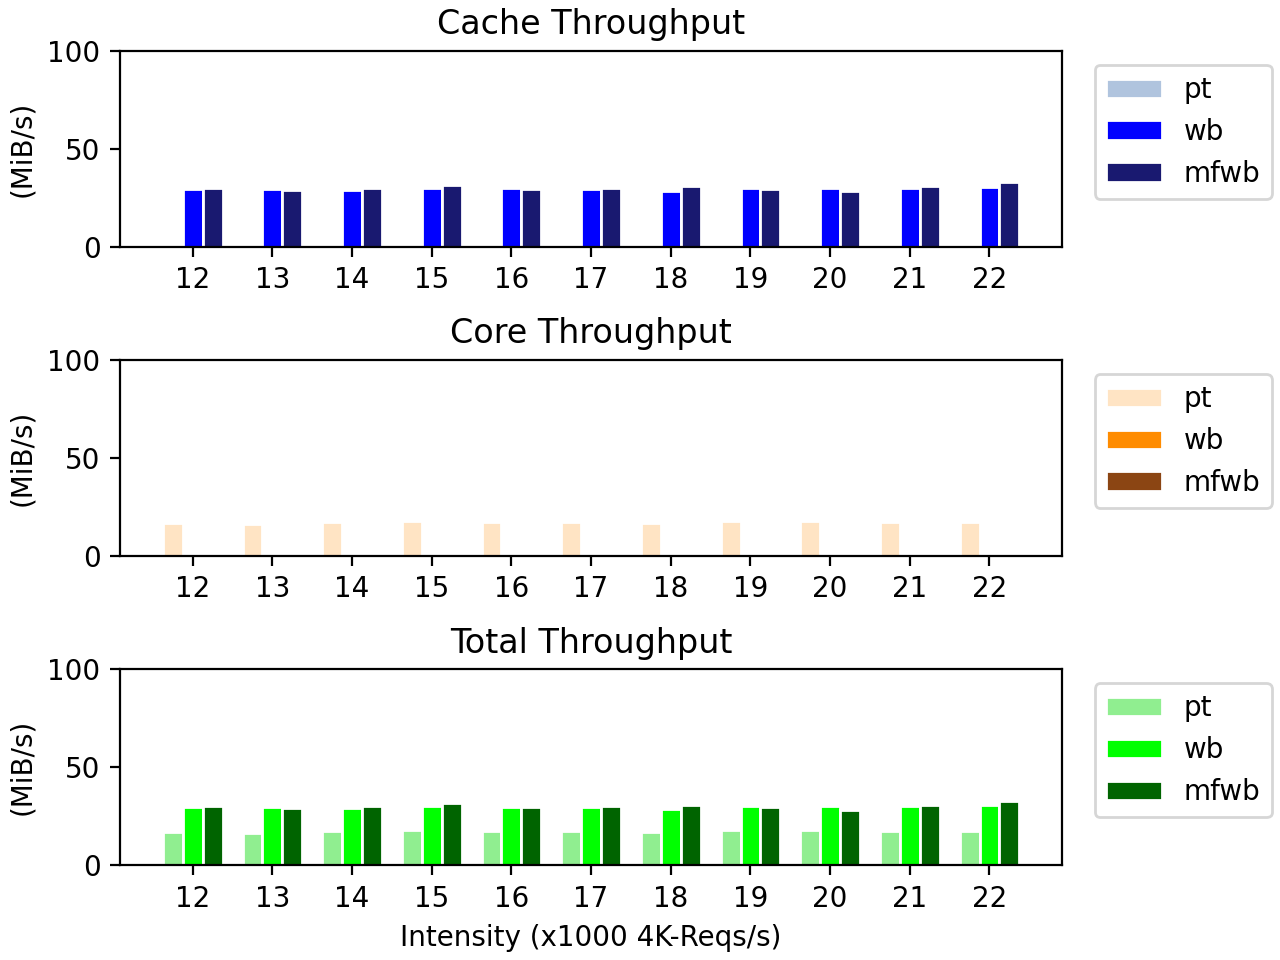 Cache Throughput
(MiB/s)
100
50
0
12 13 14 15 16 17 18 19 20 21 22
pt
wb
mfwb
Core Throughput
(MiB/s)
100
50
0
12 13 14 15 16 17 18 19 20 21 22
pt
wb
mfwb
Total Throughput
(MiB/s)
100
50
0
12 13 14 15 16 17 18 19 20 21 22
pt
wb
mfwb
Intensity (x1000 4K-Reqs/s)